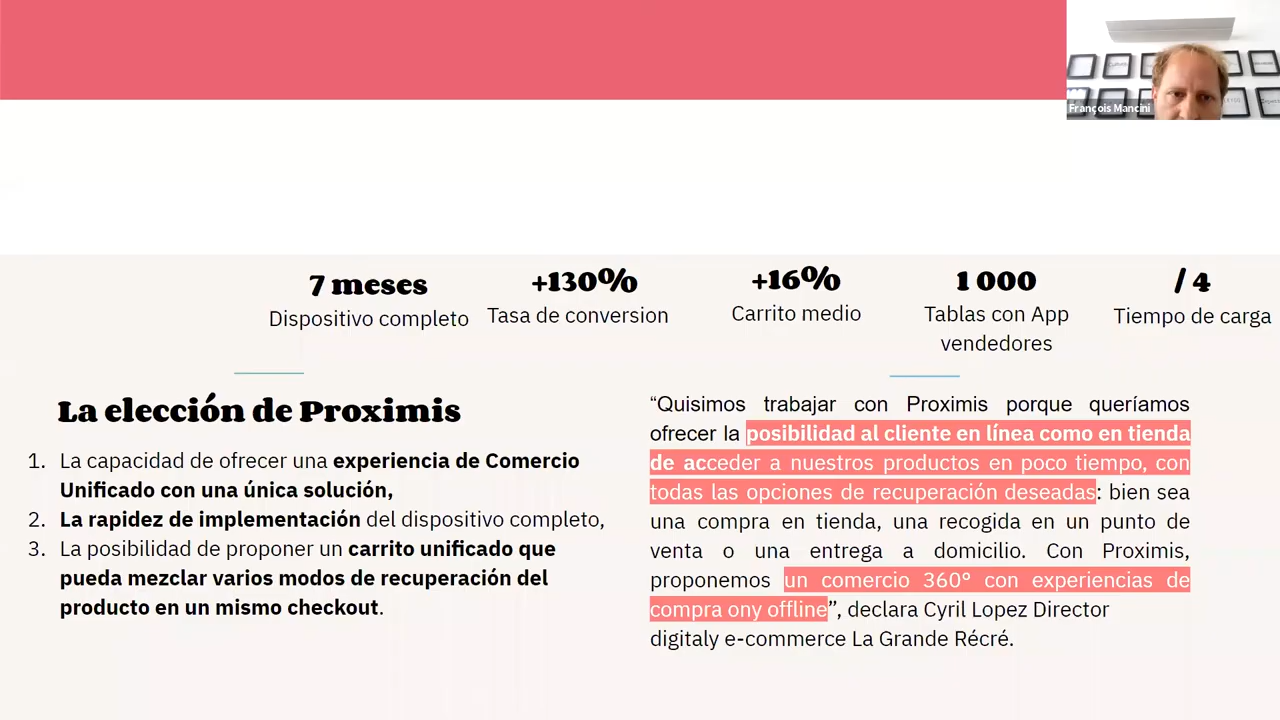 François Mancini
7 meses
Dispositivo completo
+130%
Tasa de conversion
+16%
Carrito medio
1 000
Tablas con App
vendedores
/ 4
Tiempo de carga
La elección de Proximis
1. La capacidad de ofrecer una experiencia de Comercio
Unificado con una única solución,
2. La rapidez de implementación del dispositivo completo,
3. La posibilidad de proponer un carrito unificado que
pueda mezclar varios modos de recuperación del
producto en un mismo checkout.
“Quisimos trabajar con Proximis porque queríamos
ofrecer la posibilidad al cliente en línea como en tienda
de acceder a nuestros productos en poco tiempo, con
todas las opciones de recuperación deseadas: bien sea
una compra en tienda, una recogida en un punto de
venta o una entrega a domicilio. Con Proximis,
proponemos un comercio 360° con experiencias de
compra ony offline”, declara Cyril Lopez Director
digitaly e-commerce La Grande Récré.